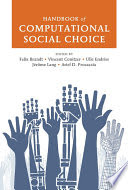 HANDBOOK of
COMPUTATIONAL
SOCIAL CHOICE
EDITED BY
Felix Brandt • Vincent Conitzer • Ulle Endriss
Jérôme Lang • Ariel D. Procaccia